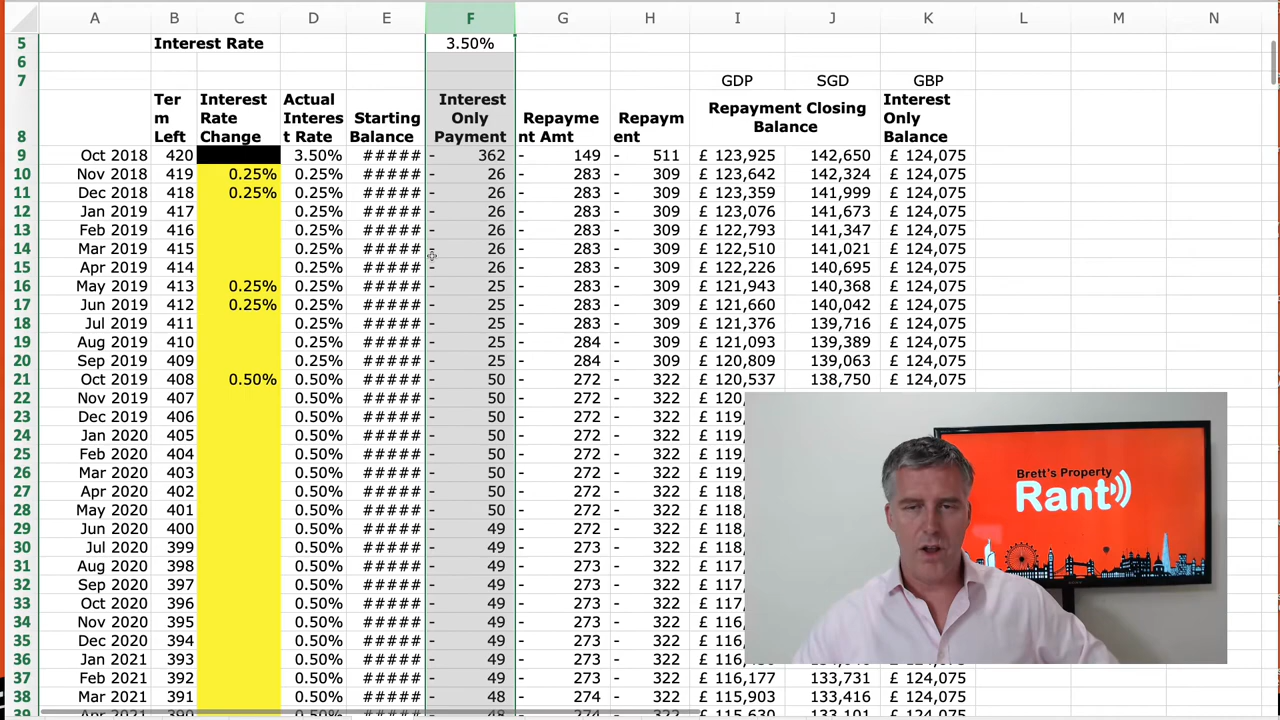 A B C D E F G H I J K L M N
5 Interest Rate 3.50%
6
7 GDP SGD GBP
8 Ter m Left Interest Rate Change Actual Interes t Rate Starting Balance Interest Only Payment Repayme nt Amt Repaym ent Repayment Closing Balance Interest Only Balance
9 Oct 2018 420 3.50% ##### - 362 - 149 - 511 £ 123,925 142,650 £ 124,075
10 Nov 2018 419 0.25% 0.25% ##### - 26 - 283 - 309 £ 123,642 142,324 £ 124,075
11 Dec 2018 418 0.25% 0.25% ##### - 26 - 283 - 309 £ 123,359 141,999 £ 124,075
12 Jan 2019 417 0.25% ##### - 26 - 283 - 309 £ 123,076 141,673 £ 124,075
13 Feb 2019 416 0.25% ##### - 26 - 283 - 309 £ 122,793 141,347 £ 124,075
14 Mar 2019 415 0.25% ##### - 26 - 283 - 309 £ 122,510 141,021 £ 124,075
15 Apr 2019 414 0.25% ##### - 26 - 283 - 309 £ 122,226 140,695 £ 124,075
16 May 2019 413 0.25% 0.25% ##### - 25 - 283 - 309 £ 121,943 140,368 £ 124,075
17 Jun 2019 412 0.25% 0.25% ##### - 25 - 283 - 309 £ 121,660 140,042 £ 124,075
18 Jul 2019 411 0.25% ##### - 25 - 283 - 309 £ 121,376 139,716 £ 124,075
19 Aug 2019 410 0.25% ##### - 25 - 284 - 309 £ 121,093 139,389 £ 124,075
20 Sep 2019 409 0.25% ##### - 25 - 284 - 309 £ 120,809 139,063 £ 124,075
21 Oct 2019 408 0.50% 0.50% ##### - 50 - 272 - 322 £ 120,537 138,750 £ 124,075
22 Nov 2019 407 0.50% ##### - 50 - 272 - 322 £ 120,
23 Dec 2019 406 0.50% ##### - 50 - 272 - 322 £ 119,
24 Jan 2020 405 0.50% ##### - 50 - 272 - 322 £ 119,
25 Feb 2020 404 0.50% ##### - 50 - 272 - 322 £ 119,
26 Mar 2020 403 0.50% ##### - 50 - 272 - 322 £ 119,
27 Apr 2020 402 0.50% ##### - 50 - 272 - 322 £ 118,
28 May 2020 401 0.50% ##### - 50 - 272 - 322 £ 118,
29 Jun 2020 400 0.50% ##### - 49 - 272 - 322 £ 118,
30 Jul 2020 399 0.50% ##### - 49 - 273 - 322 £ 118,
31 Aug 2020 398 0.50% ##### - 49 - 273 - 322 £ 117,
32 Sep 2020 397 0.50% ##### - 49 - 273 - 322 £ 117,
33 Oct 2020 396 0.50% ##### - 49 - 273 - 322 £ 117,
34 Nov 2020 395 0.50% ##### - 49 - 273 - 322 £ 116,
35 Dec 2020 394 0.50% ##### - 49 - 273 - 322 £ 116,
36 Jan 2021 393 0.50% ##### - 49 - 273 - 322 £ 116,
37 Feb 2021 392 0.50% ##### - 49 - 273 - 322 £ 116,177 133,731 £ 124,075
38 Mar 2021 391 0.50% ##### - 48 - 274 - 322 £ 115,903 133,416 £ 124,075
Brett's Property
Rant